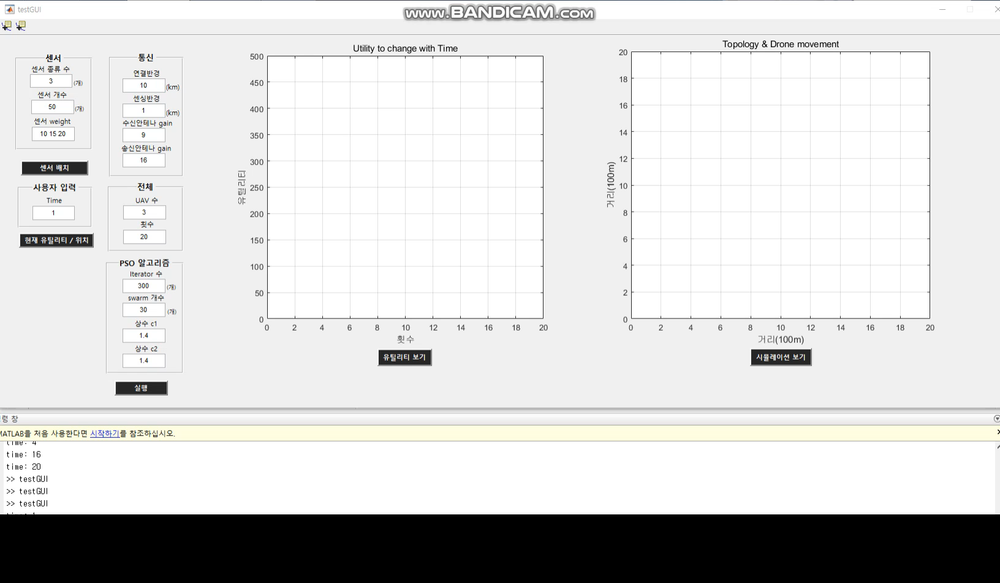 testGUI
www.BANDICAM.com
센서
센서 종류 수
3 (개)
센서 개수
50 (개)
센서 weight
10 15 20
센서 배치
사용자 입력
Time
1
현재 유틸리티 / 위치
통신
연결반경
10 (km)
센싱반경
1 (km)
수신안테나 gain
9
송신안테나 gain
16
전체
UAV 수
3
횟수
20
PSO 알고리즘
Iterator 수
300 (개)
swarm 개수
30 (개)
상수 c1
1.4
상수 c2
1.4
실행
Utility to change with Time
500
450
400
350
300
250
200
150
100
50
0
유틸리티
0 2 4 6 8 10 12 14 16 18 20
횟수
유틸리티 보기
Topology & Drone movement
20
18
16
14
12
10
8
6
4
2
0
거리(100m)
0 2 4 6 8 10 12 14 16 18 20
거리(100m)
시뮬레이션 보기
령 창
MATLAB을 처음 사용한다면 시작하기를 참조하십시오.
time: 4
time: 16
time: 20
>> testGUI
>> testGUI
>> testGUI